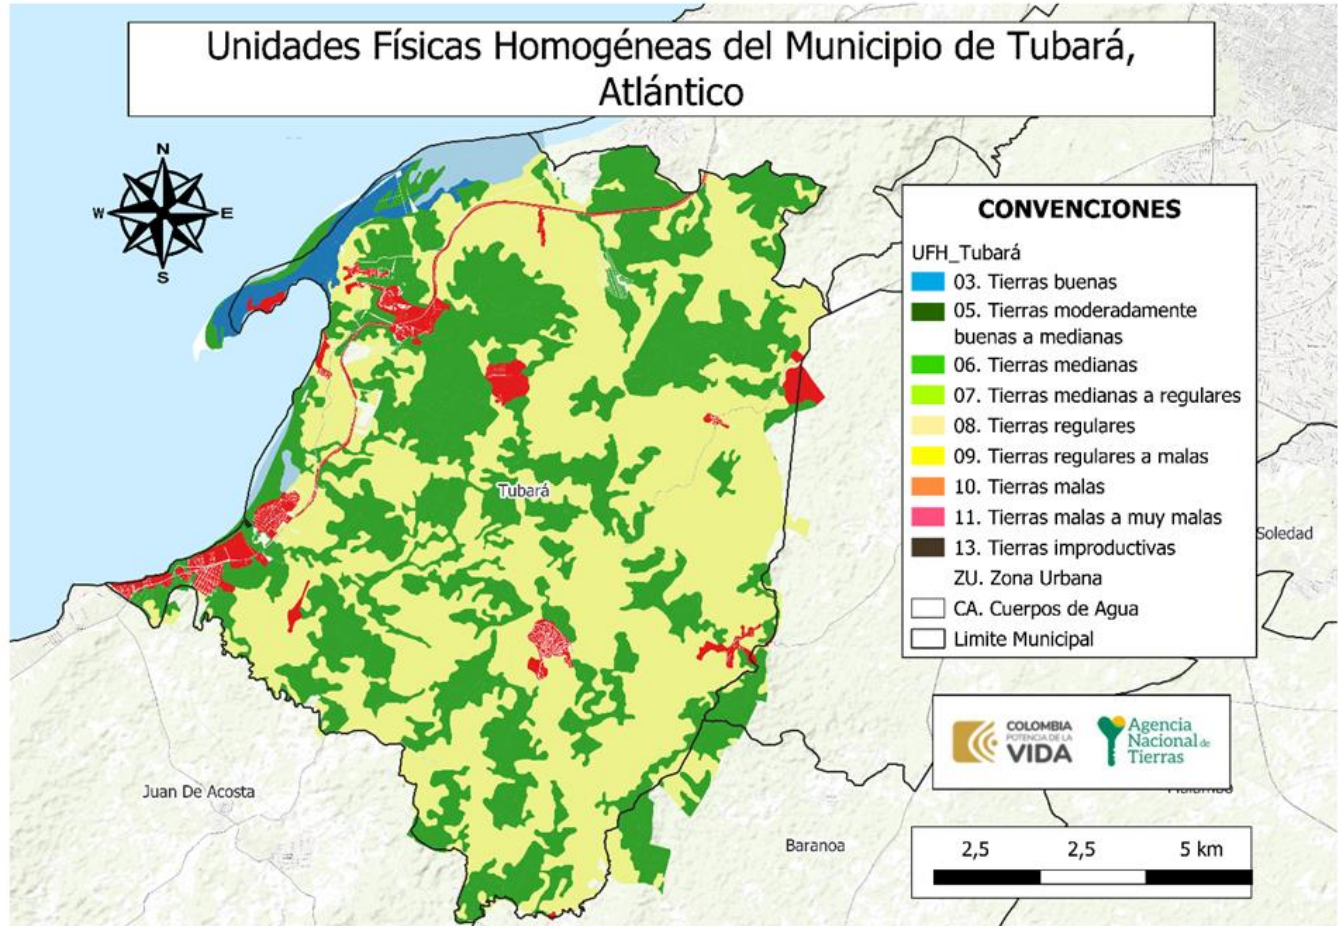 Unidades Físicas Homogéneas del Municipio de Tubará,
Atlántico
N
W
E
S
CONVENCIONES
UFH_Tubará
03. Tierras buenas
05. Tierras moderadamente
buenas a medianas
06. Tierras medianas
07. Tierras medianas a regulares
08. Tierras regulares
09. Tierras regulares a malas
10. Tierras malas
11. Tierras malas a muy malas
13. Tierras improductivas
ZU. Zona Urbana
CA. Cuerpos de Agua
Limite Municipal
Tubará
Soledad
COLOMBIA
POTENCIA DE LA
VIDA
Agencia
Nacional de
Tierras
Juan De Acosta
Baranoa
2,5
2,5
5 km